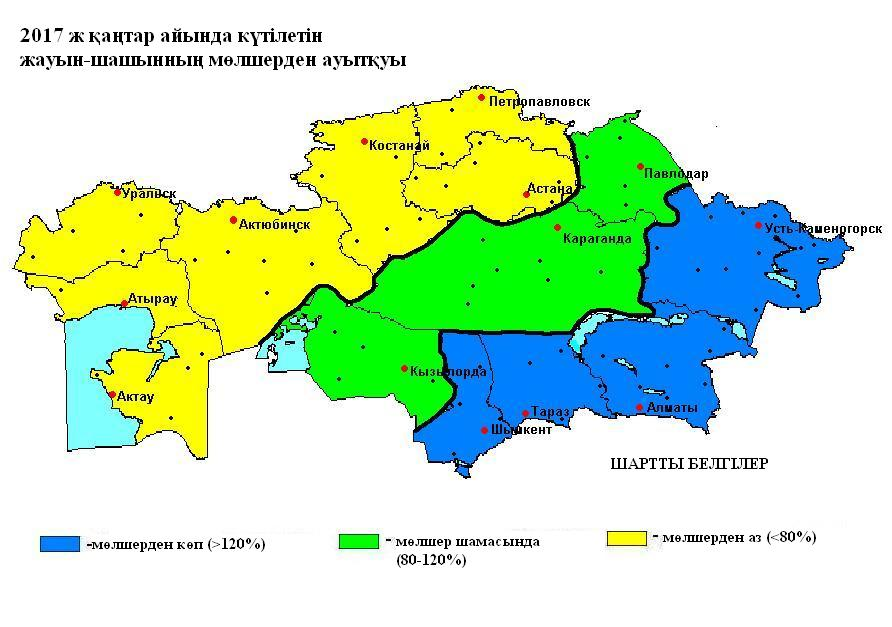 2017 ж қаңтар айында күтілетін
жауын-шашынның мөлшерден ауытқуы
Петропавловск
Костанай
Павлодар
Астана
Уральск
Актюбинск
Усть-Каменогорск
Караганда
Атырау
Кызылорда
Актау
Тараз
Алматы
Шымкент
ШАРТТЫ БЕЛГІЛЕР
-мөлшерден көп (>120%)
- мөлшер шамасында
(80-120%)
- мөлшерден аз (<80%)